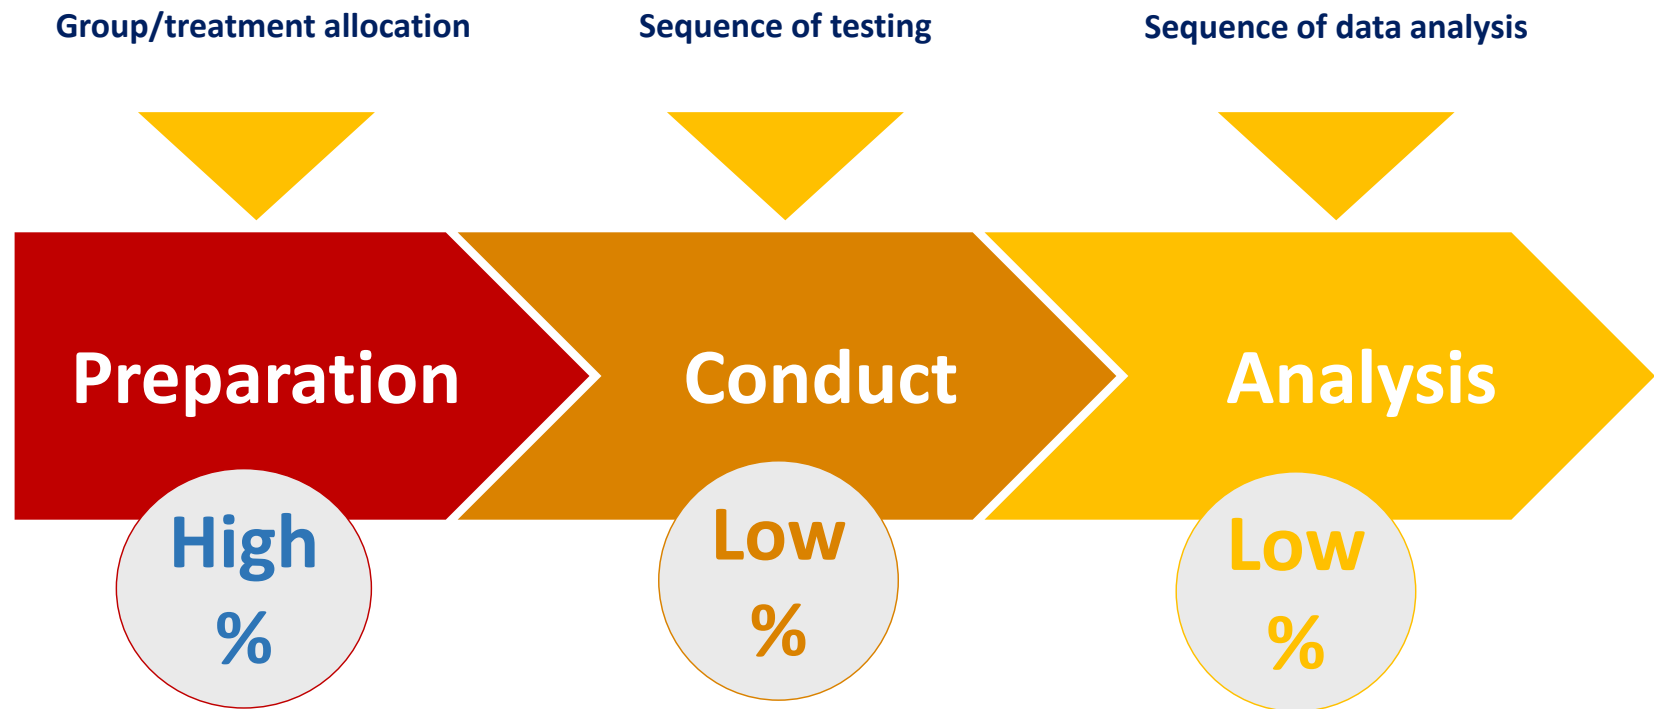 Group/treatment allocation
Sequence of testing
Sequence of data analysis
Preparation
Conduct
Analysis
High
%
Low
%
Low
%